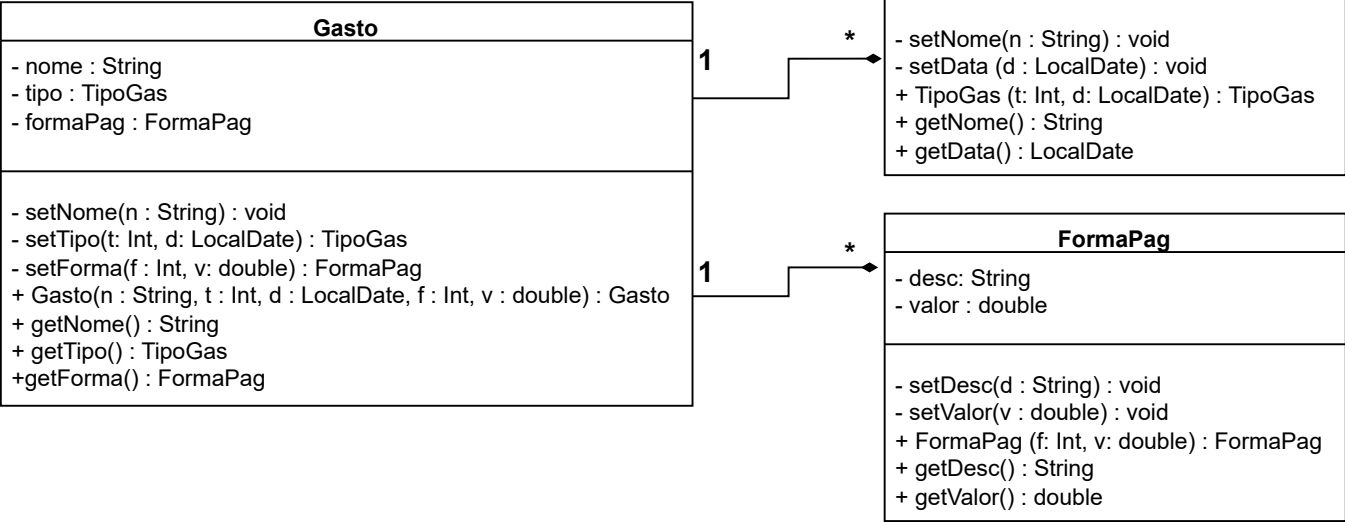 Gasto
- nome : String
- tipo : TipoGas
- formaPag : FormaPag
- setNome(n : String) : void
- setTipo(t: Int, d: LocalDate) : TipoGas
- setForma(f : Int, v: double) : FormaPag
+ Gasto(n : String, t : Int, d : LocalDate, f : Int, v : double) : Gasto
+ getNome() : String
+ getTipo() : TipoGas
+getForma() : FormaPag
1
*
1
*
- setNome(n : String) : void
- setData (d : LocalDate) : void
+ TipoGas (t: Int, d: LocalDate) : TipoGas
+ getNome() : String
+ getData() : LocalDate
FormaPag
- desc: String
- valor : double
- setDesc(d : String) : void
- setValor(v : double) : void
+ FormaPag (f: Int, v: double) : FormaPag
+ getDesc() : String
+ getValor() : double